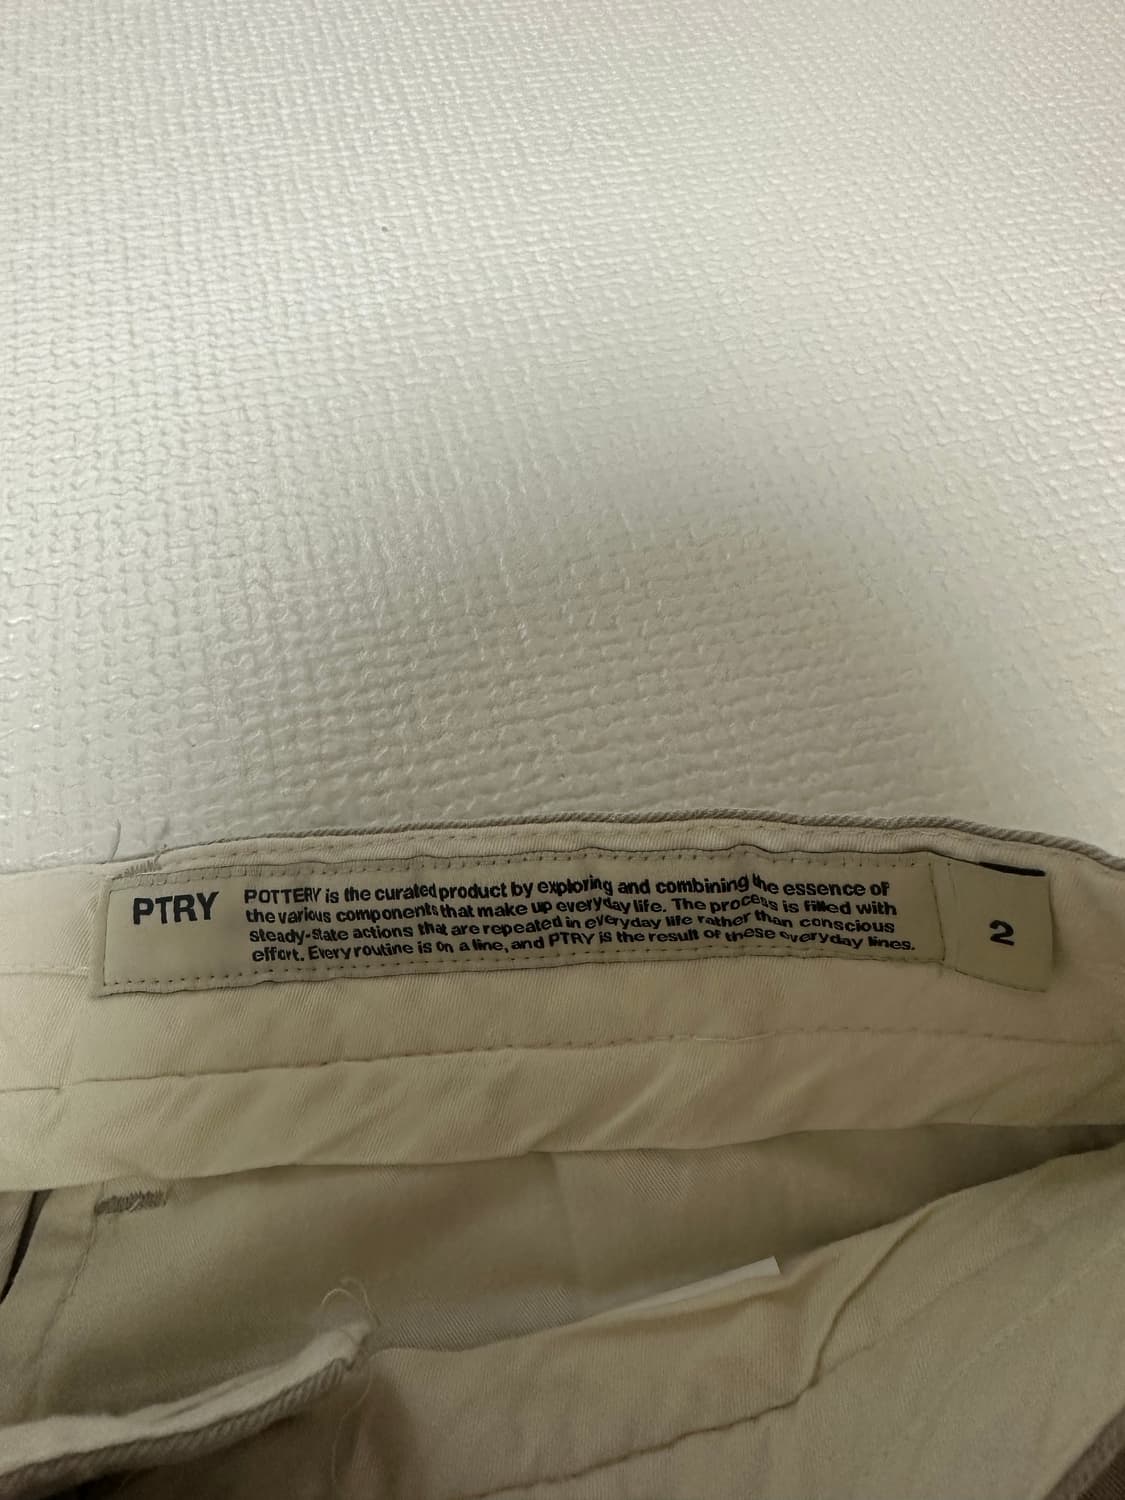 PTRY
POTTERY is the curated product by exploring and combining the essence of
the various components that make up everyday life. The process is filled with
steady-state actions that are repeated in everyday life rather than conscious
effort. Every routine is on a line, and PTRY is the result of these everyday lines.
2